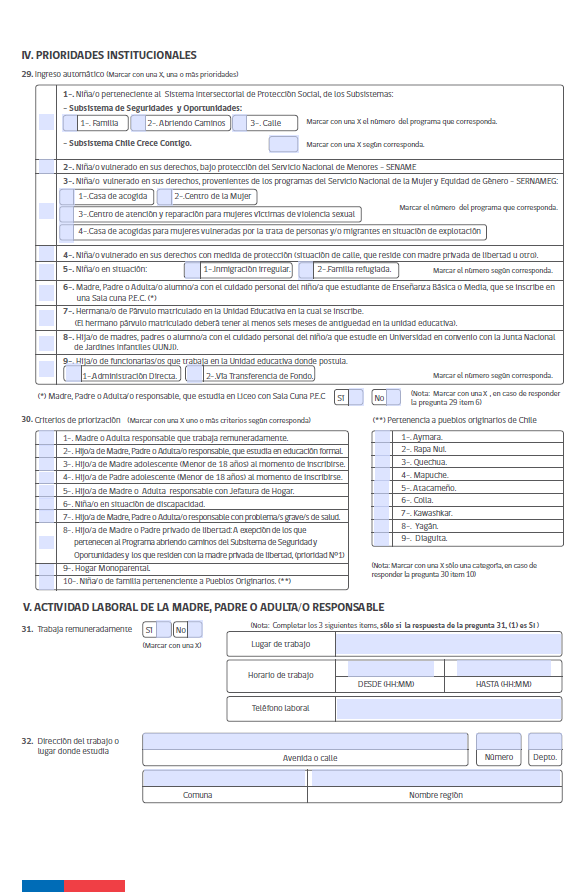 IV. PRIORIDADES INSTITUCIONALES
29. Ingreso automático (Marcar con una X, una o más prioridades)
1-. Niña/o perteneciente al Sistema Intersectorial de Protección Social, de los Subsistemas:
- Subsistema de Seguridades y Oportunidades:
1-. Familia 2-. Abriendo Caminos 3-. Calle Marcar con una X el número del programa que corresponda.
- Subsistema Chile Crece Contigo. Marcar con una X según corresponda.
2-. Niña/o vulnerado en sus derechos, bajo protección del Servicio Nacional de Menores – SENAME
3-. Niña/o vulnerado en sus derechos, provenientes de los programas del Servicio Nacional de la Mujer y Equidad de Género – SERNAMEG:
1-.Casa de acogida 2-.Centro de la Mujer
Marcar el número del programa que corresponda.
3-.Centro de atención y reparación para mujeres víctimas de violencia sexual
4-.Casa de acogidas para mujeres vulneradas por la trata de personas y/o migrantes en situación de explotación
4-. Niña/o vulnerado en sus derechos con medida de protección (situación de calle, que reside con madre privada de libertad u otro).
5-. Niña/o en situación: 1-.Inmigración Irregular. 2-.Familia refugiada. Marcar el número según corresponda.
6-. Madre, Padre o Adulta/o alumno/a con el cuidado personal del niño/a que estudiante de Enseñanza Básica o Media, que se inscribe en
una Sala cuna P.E.C. (*)
7-. Hermana/o de Párvulo matriculado en la Unidad Educativa en la cual se inscribe.
(El hermano párvulo matriculado deberá tener al menos seis meses de antiguedad en la unidad educativa).
8-. Hijo/a de madres, padres o alumno/a con el cuidado personal del niño/a que estudie en Universidad en convenio con la Junta Nacional
de Jardines Infantiles (JUNJI).
9-. Hija/o de funcionarias/os que trabaja en la Unidad educativa donde postula.
1-.Administración Directa. 2-.Vía Transferencia de Fondo. Marcar el número según corresponda.
(*) Madre, Padre o Adulta/o responsable, que estudia en Liceo con Sala Cuna P.E.C SI No (Nota: Marcar con una X , en caso de responder
la pregunta 29 item 6)
30. Criterios de priorización (Marcar con una X uno o más criterios según corresponda)
1-. Madre o Adulta responsable que trabaja remuneradamente.
2-. Hijo/a de Madre, Padre o Adulta/o responsable, que estudia en educación formal.
3-. Hijo/a de Madre adolescente (Menor de 18 años) al momento de inscribirse.
4-. Hijo/a de Padre adolescente (Menor de 18 años) al momento de inscribirse.
5-. Hijo/a de Madre o Adulta responsable con Jefatura de Hogar.
6-. Niña/o en situación de discapacidad.
7-. Hijo/a de Madre, Padre o Adulta/o responsable con problema/s grave/s de salud.
8-. Hijo/a de Madre o Padre privado de libertad: A exepción de los que
pertenecen al Programa abriendo caminos del Subsitema de Seguridad y
Oportunidades y los que residen con la madre privada de libertad, (prioridad Nº1)
9-. Hogar Monoparental.
10-. Niña/o de familia perteneniente a Pueblos Originarios. (**)
(**) Pertenencia a pueblos originarios de Chile
1-. Aymara.
2-. Rapa Nui.
3-. Quechua.
4-. Mapuche.
5-. Atacameño.
6-. Colla.
7-. Kawashkar.
8-. Yagán.
9-. Diaguita.
(Nota: Marcar con una X sólo una categoría, en caso de
responder la pregunta 30 item 10)
V. ACTIVIDAD LABORAL DE LA MADRE, PADRE O ADULTA/O RESPONSABLE
31. Trabaja remuneradamente SI No
(Marcar con una X)
(Nota: Completar los 3 siguientes items, sólo si la respuesta de la pregunta 31, (1) es Sí )
Lugar de trabajo
Horario de trabajo
DESDE (HH:MM) HASTA (HH:MM)
Teléfono laboral
32. Dirección del trabajo o
lugar donde estudia
Avenida o calle Número Depto.
Comuna Nombre región